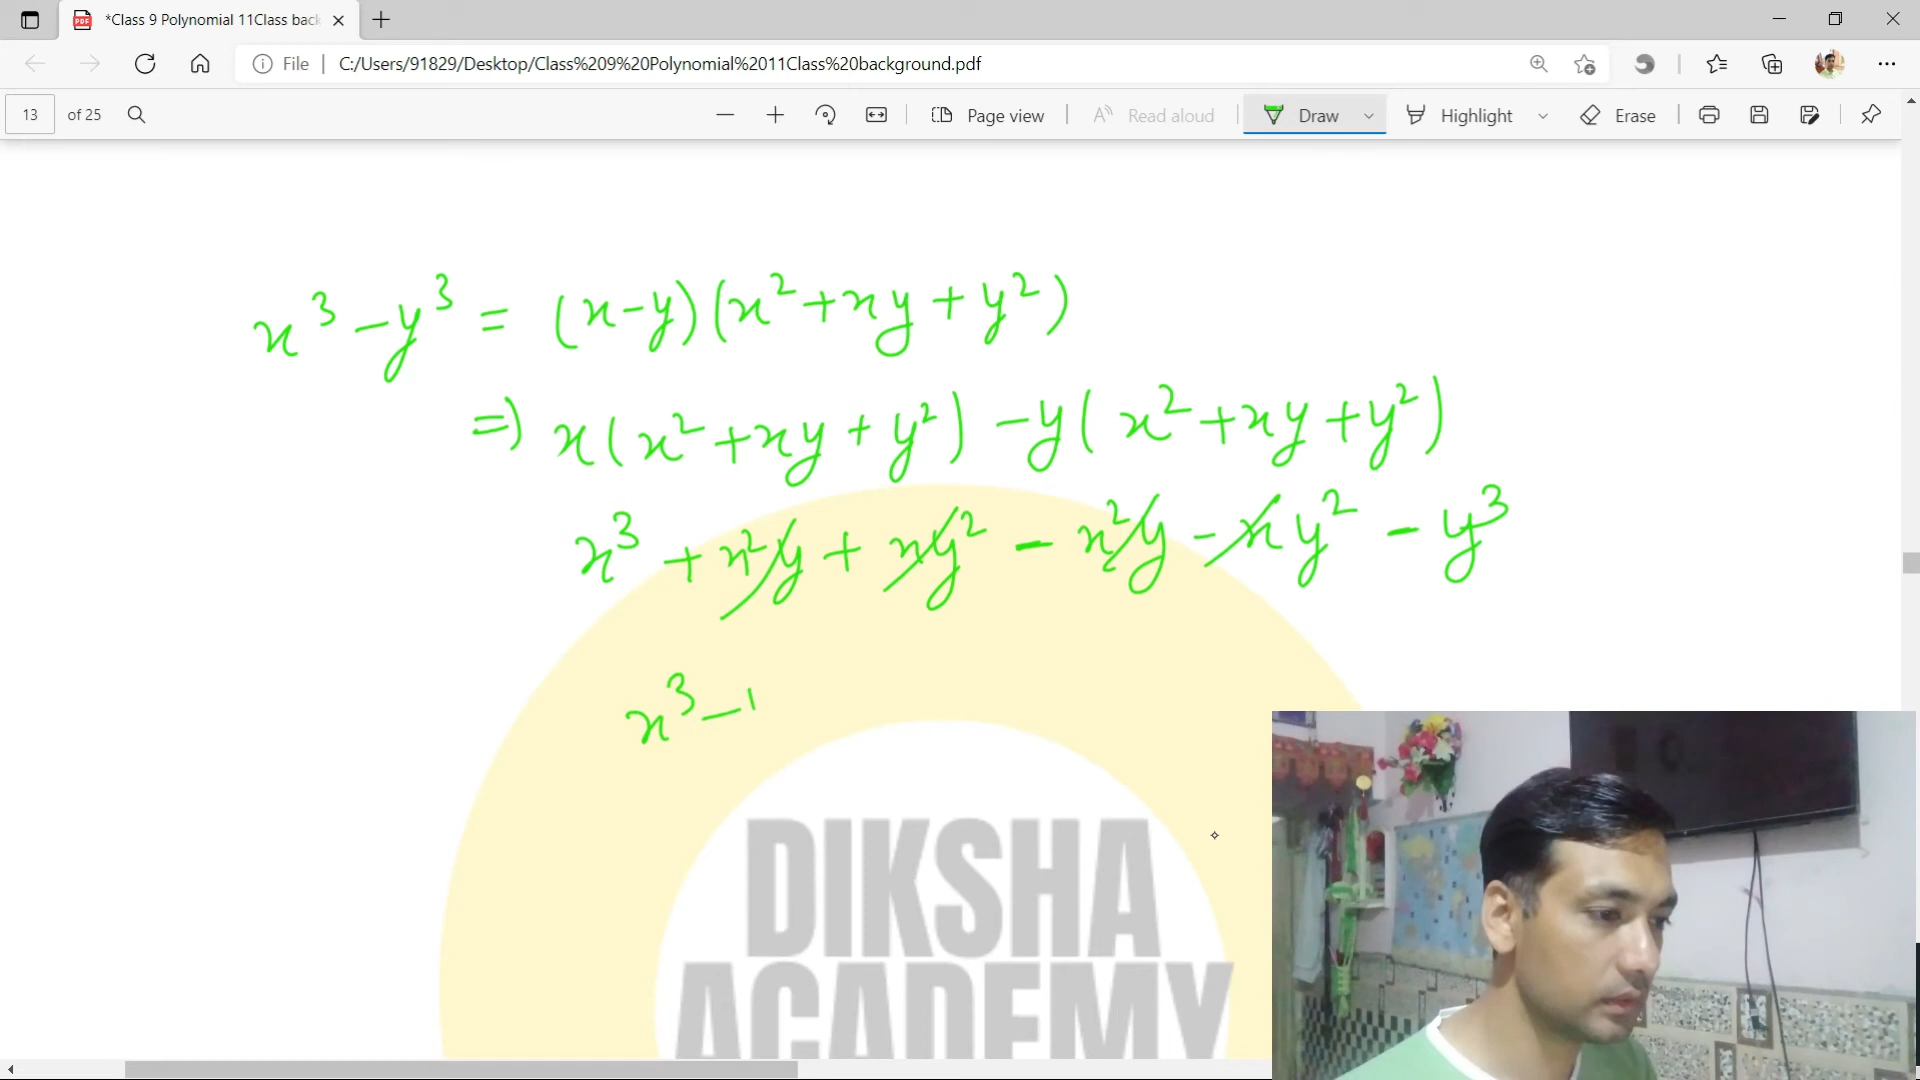 *Class 9 Polynomial 11Class back
File | C:/Users/91829/Desktop/Class%209%20Polynomial%2011Class%20background.pdf
13 of 25 Page view Read aloud Draw Highlight Erase
x³ - y³ = (x-y)(x² + xy + y²)
⇒) x(x² + xy + y²) - y(x² + xy + y²)
x³ + x²y + xy² - x²y - xy² - y³
x³ -
DIKSHA
ACADEMY